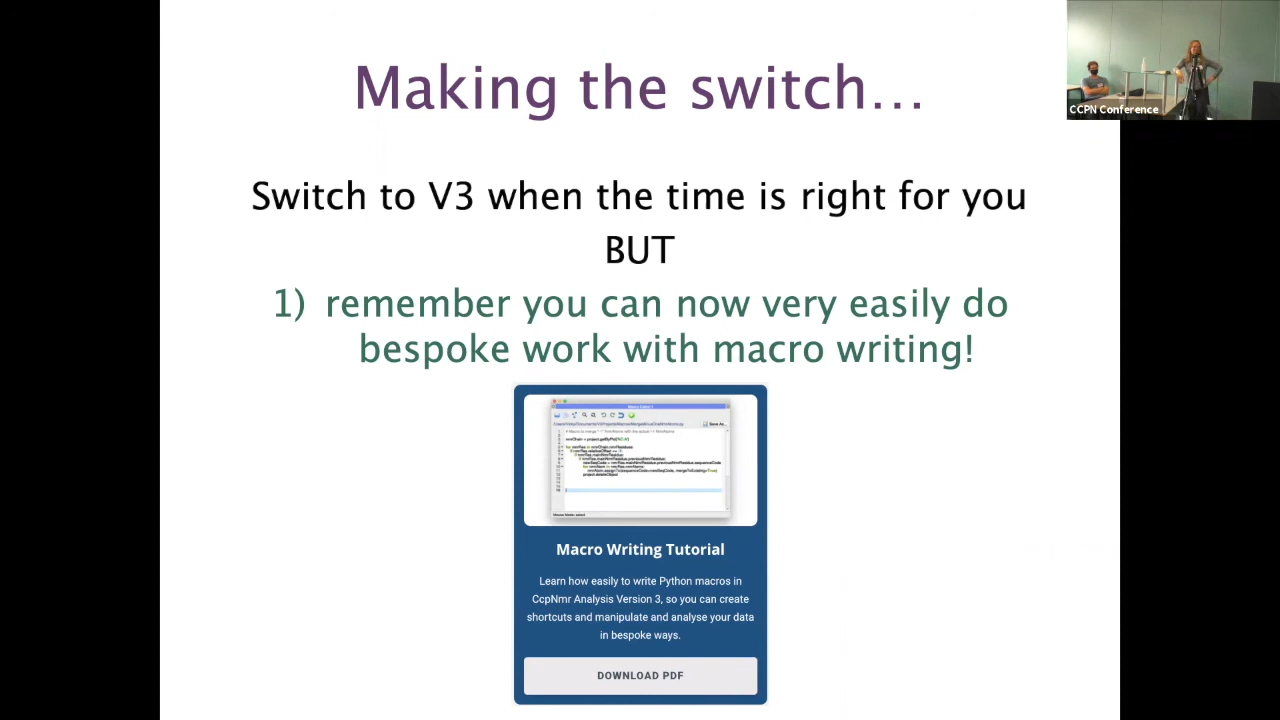 Making the switch...
CCPN Conference
Switch to V3 when the time is right for you
BUT
1) remember you can now very easily do
bespoke work with macro writing!
Macro Writing Tutorial
Learn how easily to write Python macros in
CcpNmr Analysis Version 3, so you can create
shortcuts and manipulate and analyse your data
in bespoke ways.
DOWNLOAD PDF